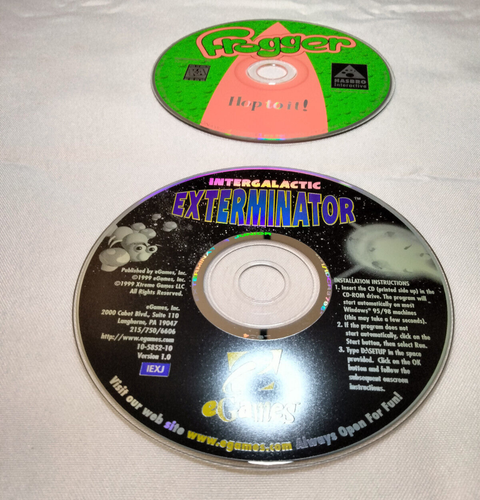 Frogger
HASBRO
Interactive
Hop to it!
INTERGALACTIC
EXTERMINATOR™
Published by eGames, Inc.
©1999 eGames, Inc.
©1999 Xtreme Games LLC
All Rights Reserved.
eGames, Inc.
2000 Cabot Blvd., Suite 110
Langhorne, PA 19047
215/750/6606
http://www.egames.com
10-5852-10
Version 1.0
IEXJ
INSTALLATION INSTRUCTIONS
1. Insert the CD (printed side up) in the
CD-ROM drive. The program will
start automatically on most
Windows® 95/98 machines
(this may take a few seconds).
2. If the program does not
start automatically, click on the
Start button, then select Run.
3. Type D:\SETUP in the space
provided. Click on the OK
button and follow the
subsequent onscreen
instructions.
eGames
Visit our web site www.egames.com Always Open For Fun!